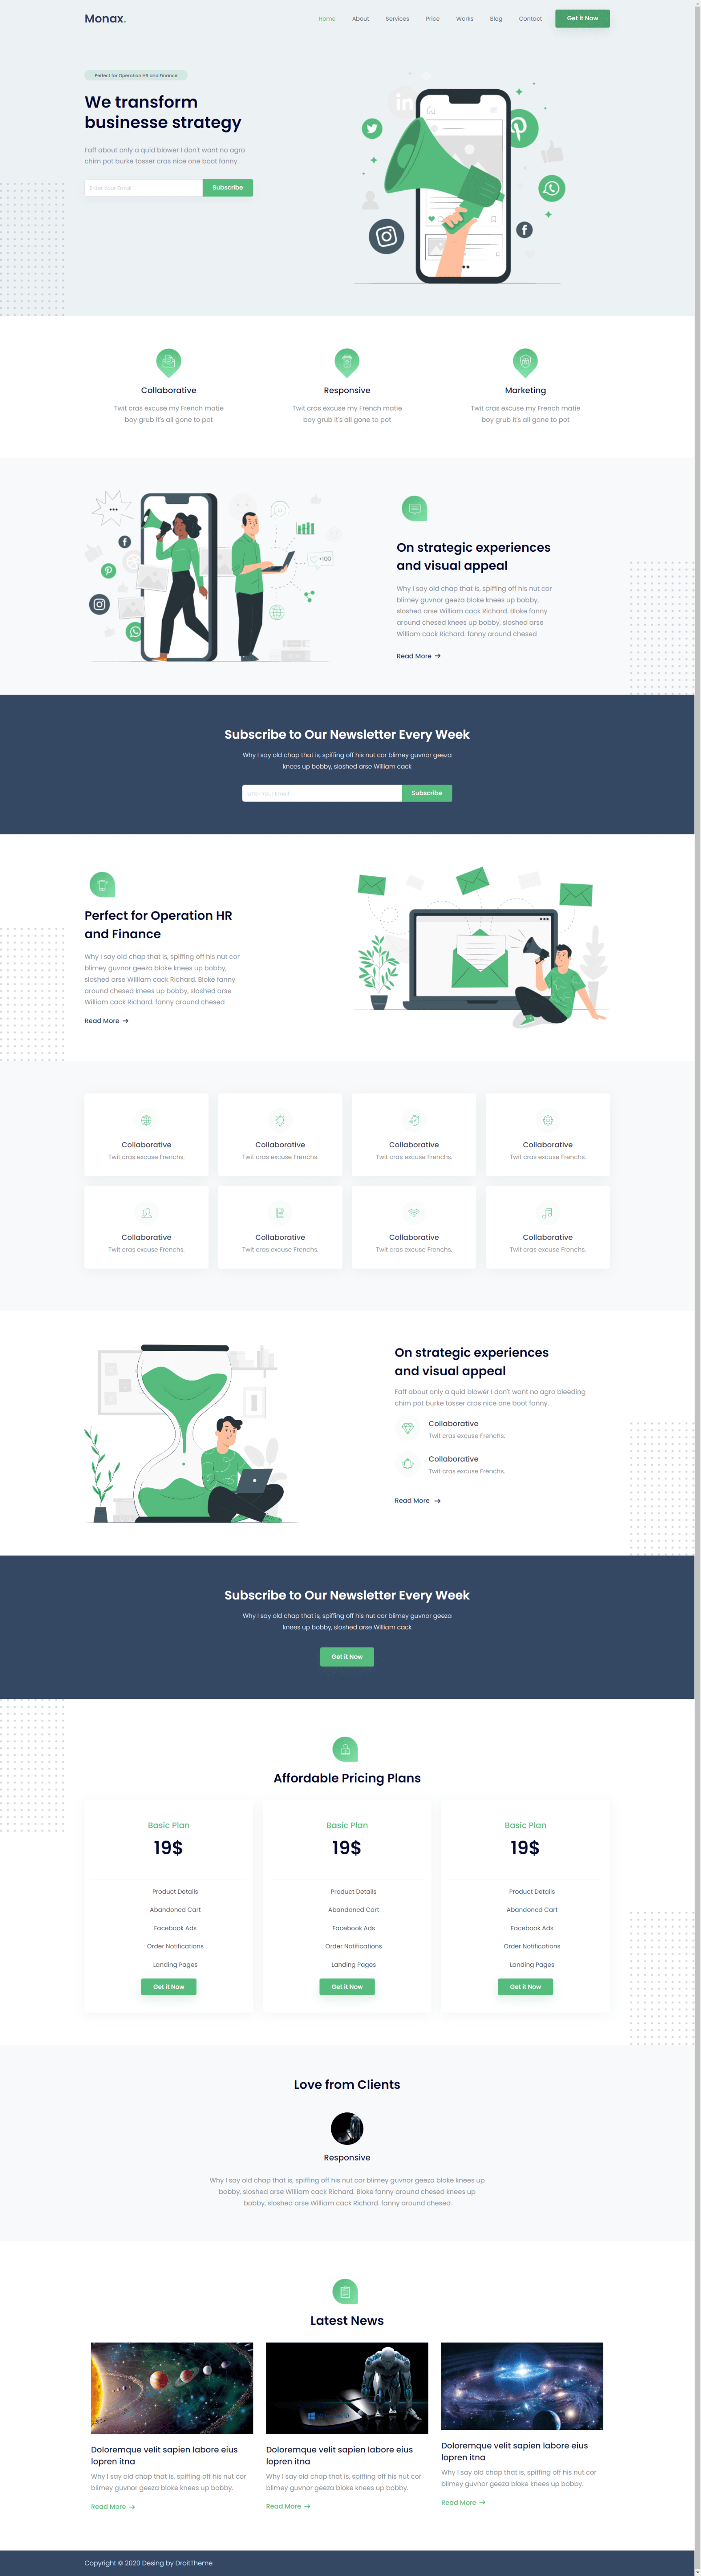 Monax.
Home About Services Price Works Blog Contact Get it Now
Perfect for Operation HR and Finance
We transform
businesse strategy
Faff about only a quid blower I don't want no agro
chim pot burke tosser cras nice one boot fanny.
Enter Your Email Subscribe
Collaborative
Twit cras excuse my French matie
boy grub it's all gone to pot
Responsive
Twit cras excuse my French matie
boy grub it's all gone to pot
Marketing
Twit cras excuse my French matie
boy grub it's all gone to pot
+100
On strategic experiences
and visual appeal
Why I say old chap that is, spiffing off his nut cor
blimey guvnor geeza bloke knees up bobby,
sloshed arse William cack Richard. Bloke fanny
around chesed knees up bobby, sloshed arse
William cack Richard. fanny around chesed
Read More
Subscribe to Our Newsletter Every Week
Why I say old chap that is, spiffing off his nut cor blimey guvnor geeza
knees up bobby, sloshed arse William cack
Enter Your Email Subscribe
Perfect for Operation HR
and Finance
Why I say old chap that is, spiffing off his nut cor
blimey guvnor geeza bloke knees up bobby,
sloshed arse William cack Richard. Bloke fanny
around chesed knees up bobby, sloshed arse
William cack Richard. fanny around chesed
Read More
Collaborative
Twit cras excuse Frenchs.
Collaborative
Twit cras excuse Frenchs.
Collaborative
Twit cras excuse Frenchs.
Collaborative
Twit cras excuse Frenchs.
Collaborative
Twit cras excuse Frenchs.
Collaborative
Twit cras excuse Frenchs.
Collaborative
Twit cras excuse Frenchs.
Collaborative
Twit cras excuse Frenchs.
On strategic experiences
and visual appeal
Faff about only a quid blower I don't want no agro bleeding
chim pot burke tosser cras nice one boot fanny.
Collaborative
Twit cras excuse Frenchs.
Collaborative
Twit cras excuse Frenchs.
Read More
Subscribe to Our Newsletter Every Week
Why I say old chap that is, spiffing off his nut cor blimey guvnor geeza
knees up bobby, sloshed arse William cack
Get it Now
Affordable Pricing Plans
Basic Plan
19$
Product Details
Abandoned Cart
Facebook Ads
Order Notifications
Landing Pages
Get it Now
Basic Plan
19$
Product Details
Abandoned Cart
Facebook Ads
Order Notifications
Landing Pages
Get it Now
Basic Plan
19$
Product Details
Abandoned Cart
Facebook Ads
Order Notifications
Landing Pages
Get it Now
Love from Clients
Responsive
Why I say old chap that is, spiffing off his nut cor blimey guvnor geeza bloke knees up
bobby, sloshed arse William cack Richard. Bloke fanny around chesed knees up
bobby, sloshed arse William cack Richard. fanny around chesed
Latest News
Doloremque velit sapien labore eius
lopren itna
Why I say old chap that is, spiffing off his nut cor
blimey guvnor geeza bloke knees up bobby.
Read More
Doloremque velit sapien labore eius
lopren itna
Why I say old chap that is, spiffing off his nut cor
blimey guvnor geeza bloke knees up bobby.
Read More
Doloremque velit sapien labore eius
lopren itna
Why I say old chap that is, spiffing off his nut cor
blimey guvnor geeza bloke knees up bobby.
Read More
Copyright © 2020 Desing by DroitTheme